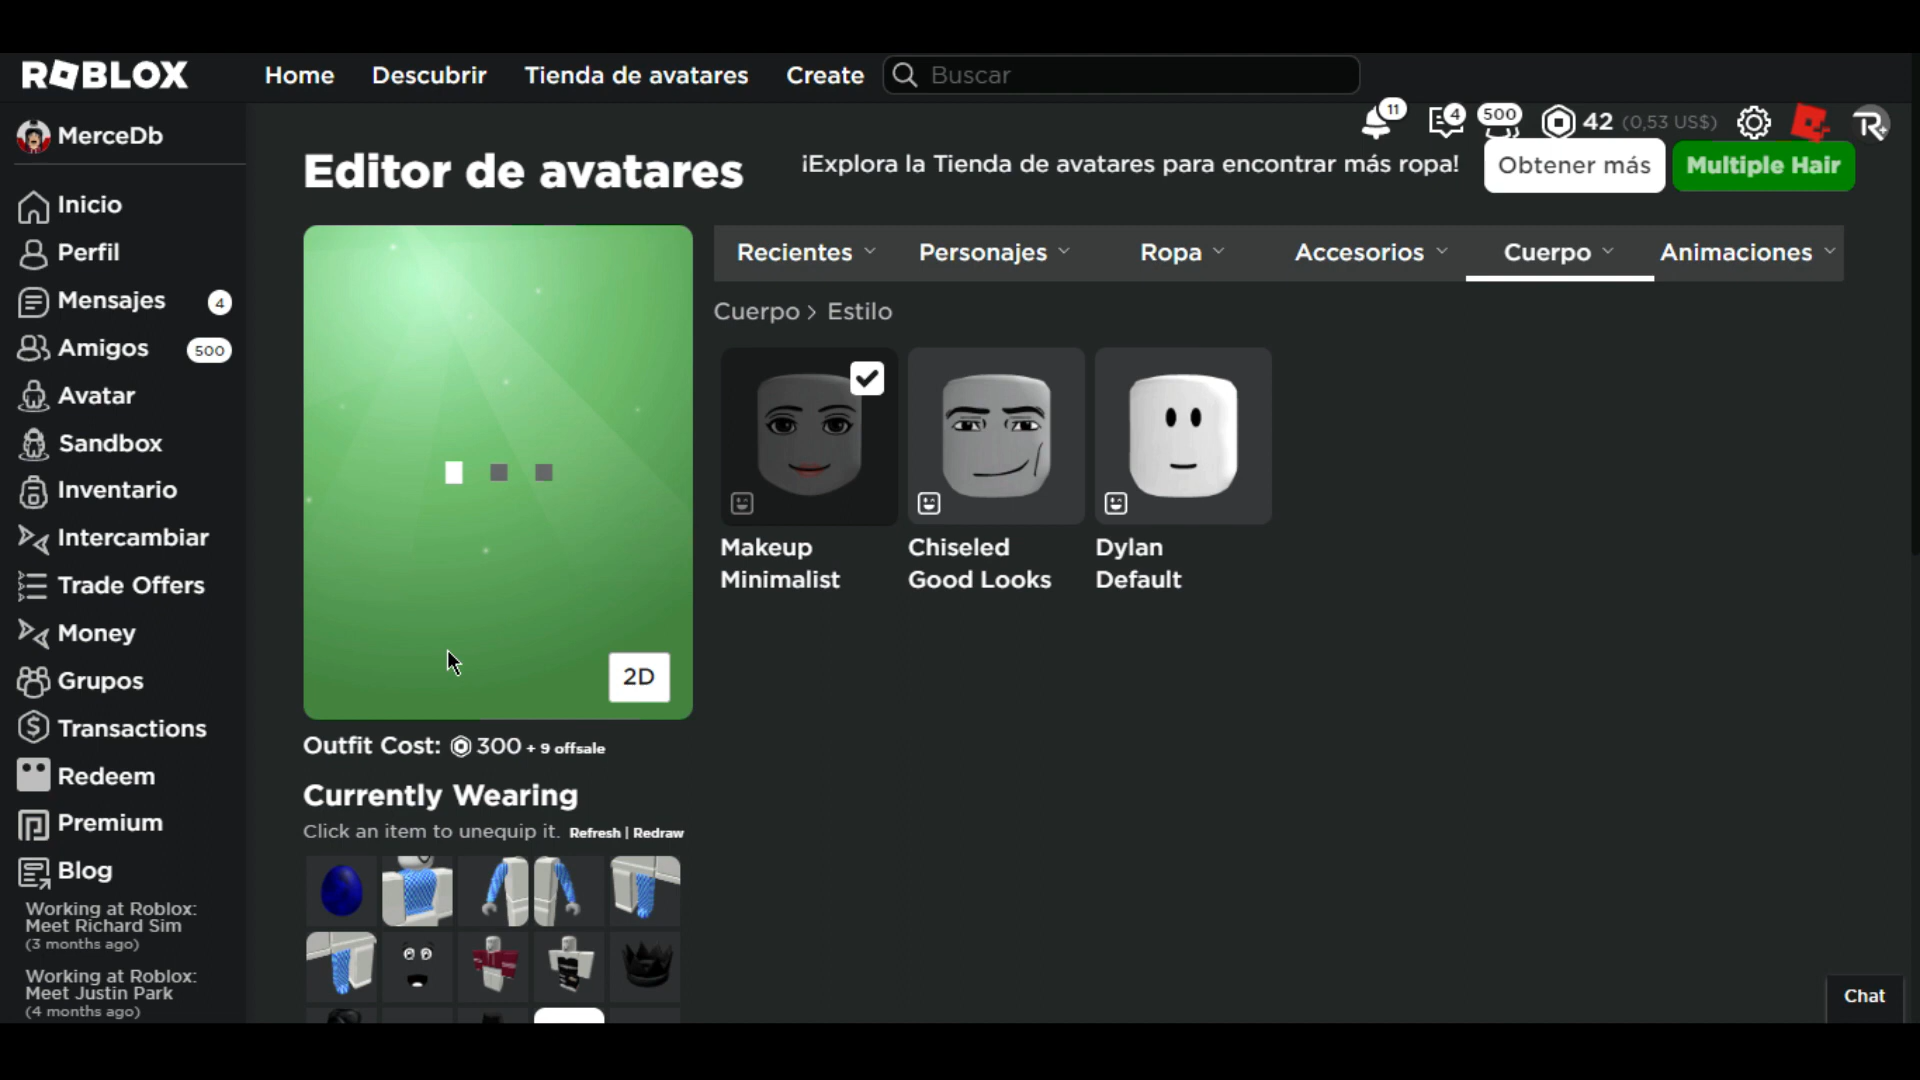 ROBLOX
Home
Descubrir
Tienda de avatares
Create
Buscar
11
4
500
42 (0,53 US$)
MerceDb
Inicio
Perfil
Mensajes
4
Amigos
500
Avatar
Sandbox
Inventario
Intercambiar
Trade Offers
Money
Grupos
Transactions
Redeem
Premium
Blog
Working at Roblox:
Meet Richard Sim
(3 months ago)
Working at Roblox:
Meet Justin Park
(4 months ago)
Editor de avatares
¡Explora la Tienda de avatares para encontrar más ropa!
Obtener más
Multiple Hair
2D
Outfit Cost: 300 + 9 offsale
Currently Wearing
Click an item to unequip it. Refresh | Redraw
Recientes
Personajes
Ropa
Accesorios
Cuerpo
Animaciones
Cuerpo > Estilo
Makeup
Minimalist
Chiseled
Good Looks
Dylan
Default
Chat